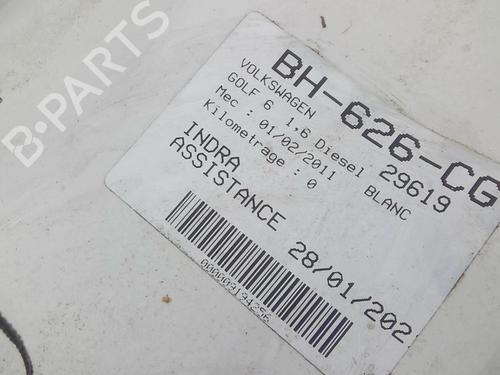 B-PARTS
BH-626-CG
VOLKSWAGEN
GOLF 6 1,6 Diesel 29619
Mec : 01/02/2011 BLANC
Kilometrage : 0
INDRA
ASSISTANCE 28/01/202